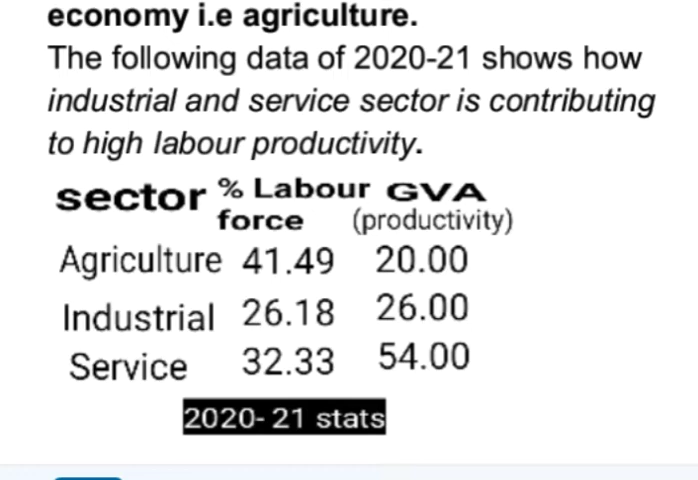 economy i.e agriculture.
The following data of 2020-21 shows how
industrial and service sector is contributing
to high labour productivity.
sector % Labour force GVA (productivity)
Agriculture 41.49 20.00
Industrial 26.18 26.00
Service 32.33 54.00
2020- 21 stats